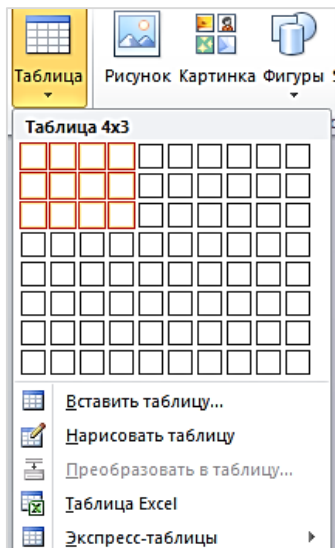 Таблица Рисунок Картинка Фигуры
Таблица 4x3
Вставить таблицу...
Нарисовать таблицу
Преобразовать в таблицу...
Таблица Excel
Экспресс-таблицы